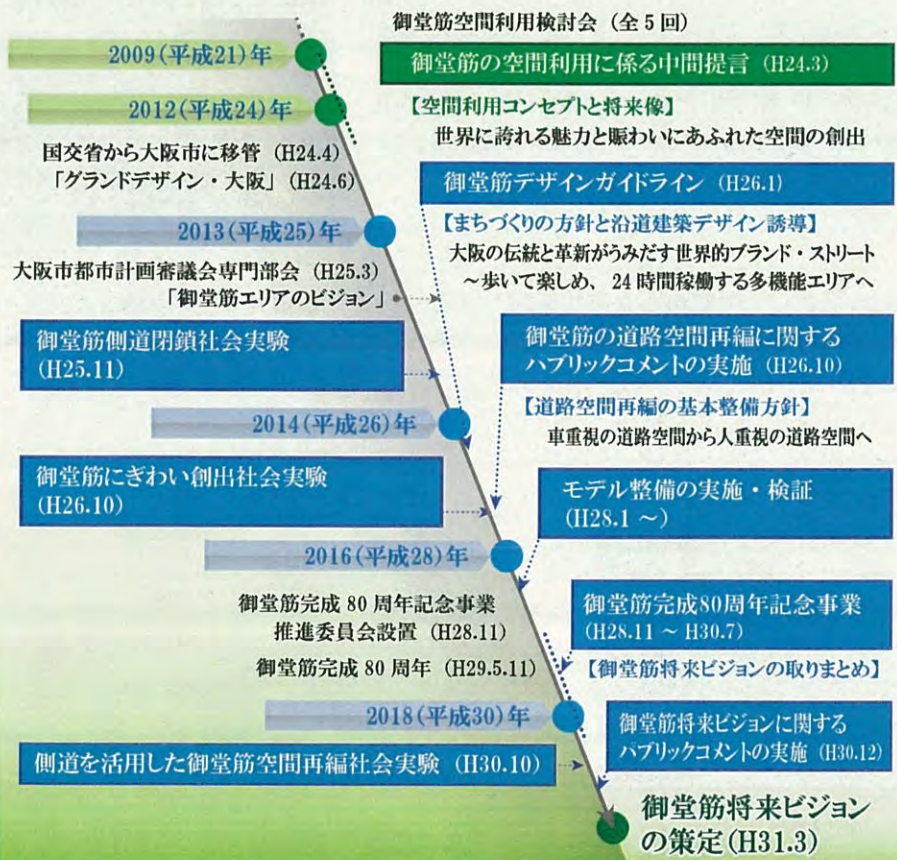 御堂筋空間利用検討会（全5回）
2009(平成21)年
御堂筋の空間利用に係る中間提言 (H24.3)
2012(平成24)年
【空間利用コンセプトと将来像】
世界に誇れる魅力と賑わいにあふれた空間の創出
国交省から大阪市に移管 (H24.4)
「グランドデザイン・大阪」(H24.6)
御堂筋デザインガイドライン (H26.1)
2013(平成25)年
【まちづくりの方針と沿道建築デザイン誘導】
大阪の伝統と革新がうみだす世界的ブランド・ストリート
～歩いて楽しめ、24時間稼働する多機能エリアへ
大阪市都市計画審議会専門部会 (H25.3)
「御堂筋エリアのビジョン」
御堂筋側道閉鎖社会実験
(H25.11)
御堂筋の道路空間再編に関する
パブリックコメントの実施 (H26.10)
2014(平成26)年
【道路空間再編の基本整備方針】
車重視の道路空間から人重視の道路空間へ
御堂筋にぎわい創出社会実験
(H26.10)
モデル整備の実施・検証
(H28.1 ～)
2016(平成28)年
御堂筋完成 80 周年記念事業
推進委員会設置 (H28.11)
御堂筋完成80周年記念事業
(H28.11 ～ H30.7)
御堂筋完成 80 周年 (H29.5.11)
【御堂筋将来ビジョンの取りまとめ】
2018(平成30)年
御堂筋将来ビジョンに関する
パブリックコメントの実施 (H30.12)
側道を活用した御堂筋空間再編社会実験 (H30.10)
御堂筋将来ビジョン
の策定(H31.3)